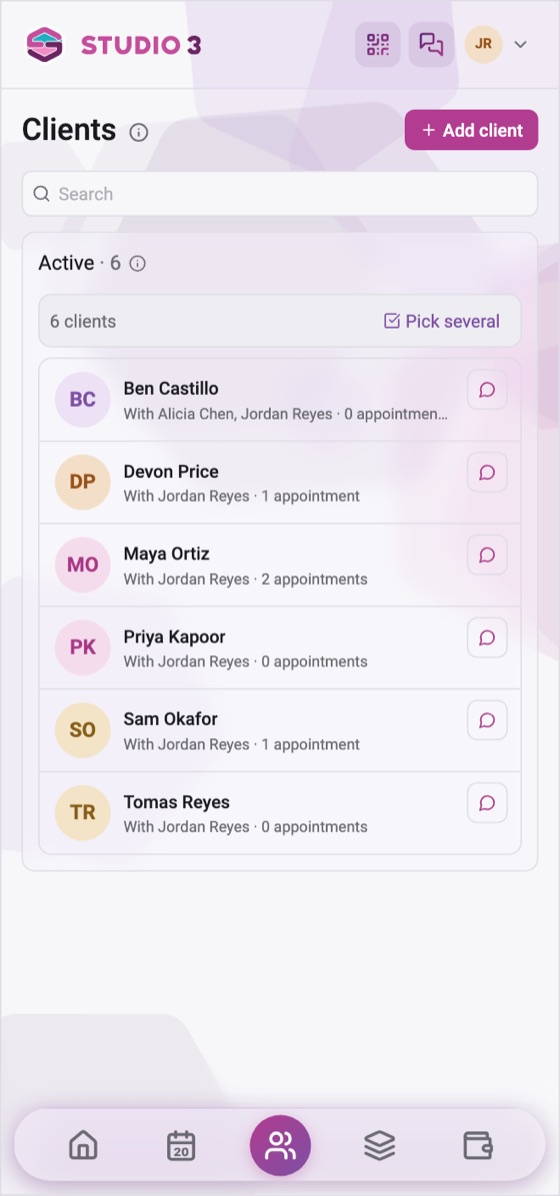 STUDIO 3
JR
Clients
+ Add client
Search
Active · 6
6 clients
Pick several
BC
Ben Castillo
With Alicia Chen, Jordan Reyes · 0 appointmen...
DP
Devon Price
With Jordan Reyes · 1 appointment
MO
Maya Ortiz
With Jordan Reyes · 2 appointments
PK
Priya Kapoor
With Jordan Reyes · 0 appointments
SO
Sam Okafor
With Jordan Reyes · 1 appointment
TR
Tomas Reyes
With Jordan Reyes · 0 appointments
20